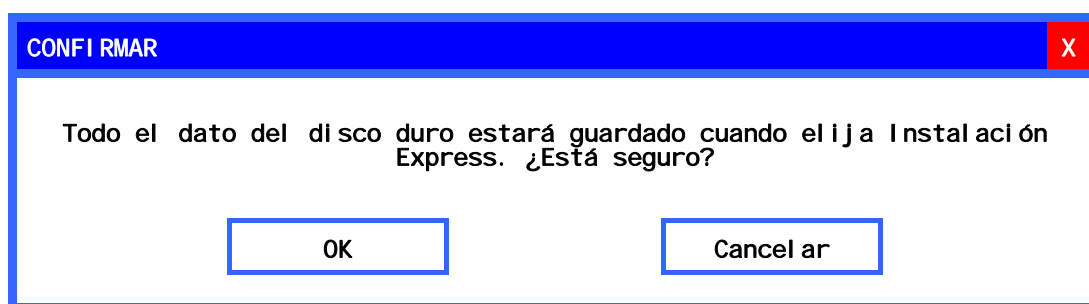 CONFIRMAR
X
Todo el dato del disco duro estará guardado cuando elija Instalación
Express. ¿Está seguro?
OK
Cancelar